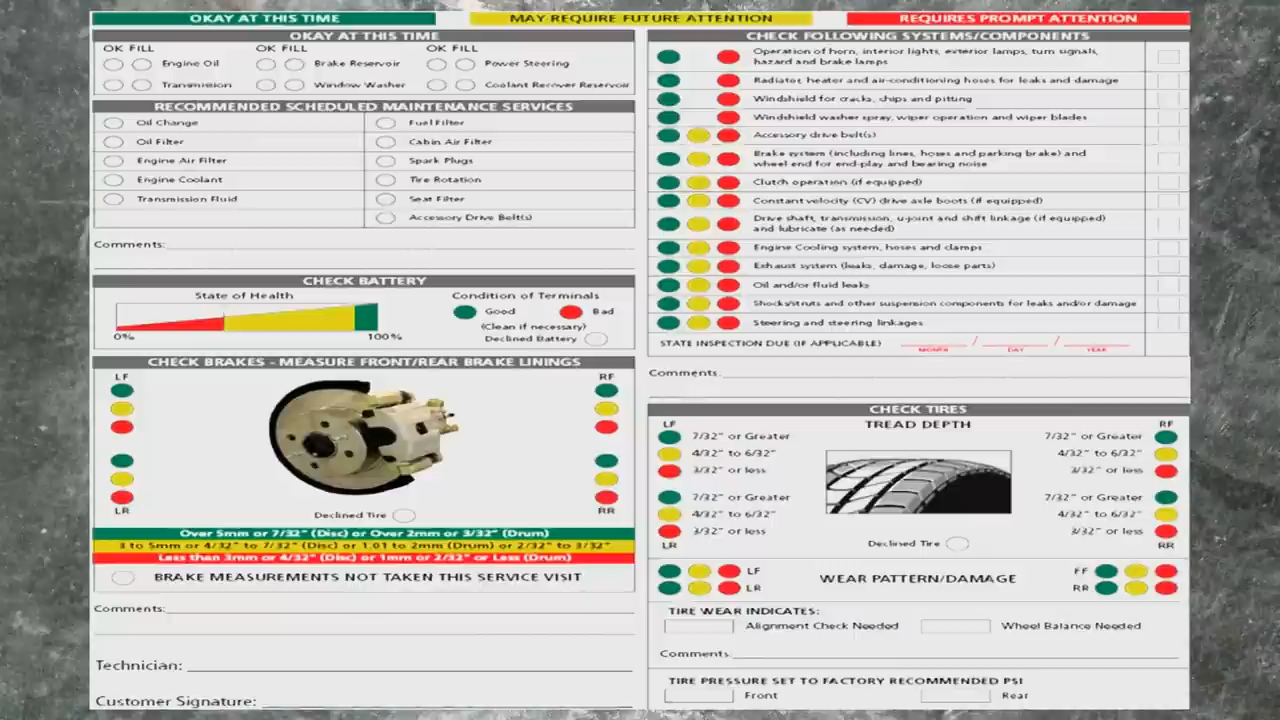 OKAY AT THIS TIME
MAY REQUIRE FUTURE ATTENTION
REQUIRES PROMPT ATTENTION
OKAY AT THIS TIME
OK FILL OK FILL OK FILL
Engine Oil Brake Reservoir Power Steering
Transmission Window Washer Coolant Recover Reservoir
RECOMMENDED SCHEDULED MAINTENANCE SERVICES
Oil Change Fuel Filter
Oil Filter Cabin Air Filter
Engine Air Filter Spark Plugs
Engine Coolant Tire Rotation
Transmission Fluid Seat Filter
Accessory Drive Belt(s)
Comments:
CHECK BATTERY
State of Health Condition of Terminals
Good Bad
(Clean if necessary)
0% 100% Declined Battery
CHECK BRAKES - MEASURE FRONT/REAR BRAKE LININGS
LF RF
LR RR
Declined Tire
Over 5mm or 7/32" (Disc) or Over 2mm or 3/32" (Drum)
3 to 5mm or 4/32" to 7/32" (Disc) or 1.01 to 2mm (Drum) or 2/32" to 3/32"
Less than 3mm or 4/32" (Disc) or 1mm or 2/32" or Less (Drum)
BRAKE MEASUREMENTS NOT TAKEN THIS SERVICE VISIT
Comments:
Technician:
Customer Signature:
CHECK FOLLOWING SYSTEMS/COMPONENTS
Operation of horn, interior lights, exterior lamps, turn signals,
hazard and brake lamps
Radiator, heater and air-conditioning hoses for leaks and damage
Windshield for cracks, chips and pitting
Windshield washer spray, wiper operation and wiper blades
Accessory drive belt(s)
Brake system (including lines, hoses and parking brake) and
wheel end for end-play and bearing noise
Clutch operation (if equipped)
Constant velocity (CV) drive axle boots (if equipped)
Drive shaft, transmission, u-joint and shift linkage (if equipped)
and lubricate (as needed)
Engine Cooling system, hoses and clamps
Exhaust system (leaks, damage, loose parts)
Oil and/or fluid leaks
Shocks/struts and other suspension components for leaks and/or damage
Steering and steering linkages
STATE INSPECTION DUE (IF APPLICABLE) / /
MONTH DAY YEAR
Comments:
CHECK TIRES
LF TREAD DEPTH RF
7/32" or Greater 7/32" or Greater
4/32" to 6/32" 4/32" to 6/32"
3/32" or less 3/32" or less
7/32" or Greater 7/32" or Greater
4/32" to 6/32" 4/32" to 6/32"
3/32" or less 3/32" or less
LR Declined Tire RR
LF WEAR PATTERN/DAMAGE FF
LR RR
TIRE WEAR INDICATES:
Alignment Check Needed Wheel Balance Needed
Comments:
TIRE PRESSURE SET TO FACTORY RECOMMENDED PSI
Front Rear